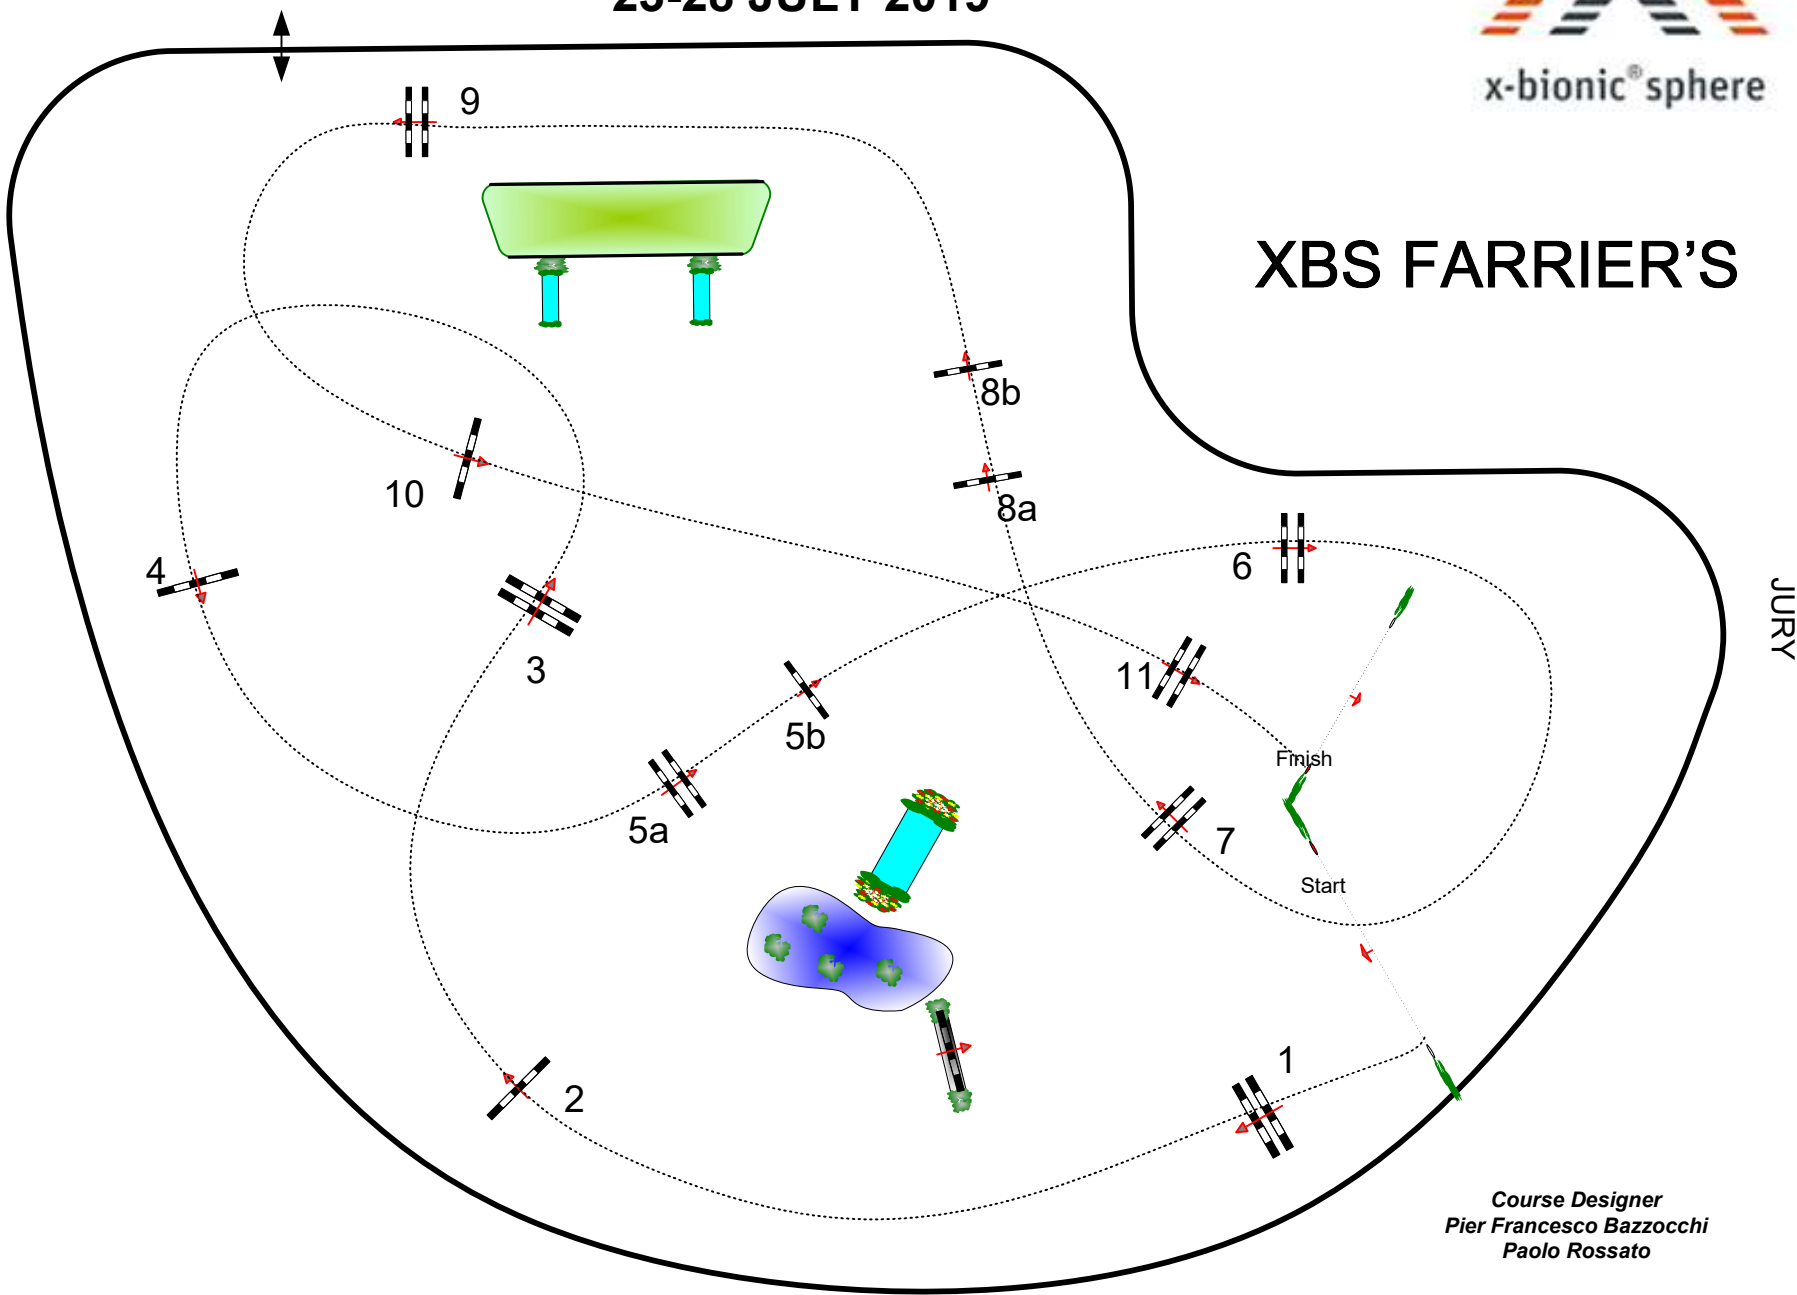 x-bionic®sphere
9
XBS FARRIER'S
8b
10
8a
4
6
JURY
3
11
5b
Finish
5a
7
Start
1
2
Course Designer
Pier Francesco Bazzocchi
Paolo Rossato